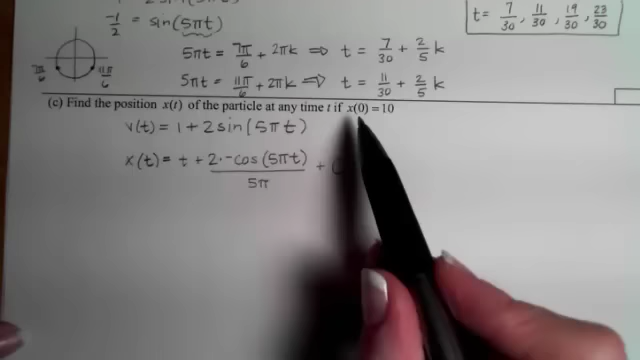 -1/2 = sin(5πt)
t = 7/30, 11/30, 19/30, 23/30
5πt = 7π/6 + 2πk ⇒ t = 7/30 + 2/5 k
7π/6 11π/6
5πt = 11π/6 + 2πk ⇒ t = 11/30 + 2/5 k
(c) Find the position x(t) of the particle at any time t if x(0) = 10
v(t) = 1 + 2 sin(5πt)
x(t) = t + 2·-cos(5πt)/5π +